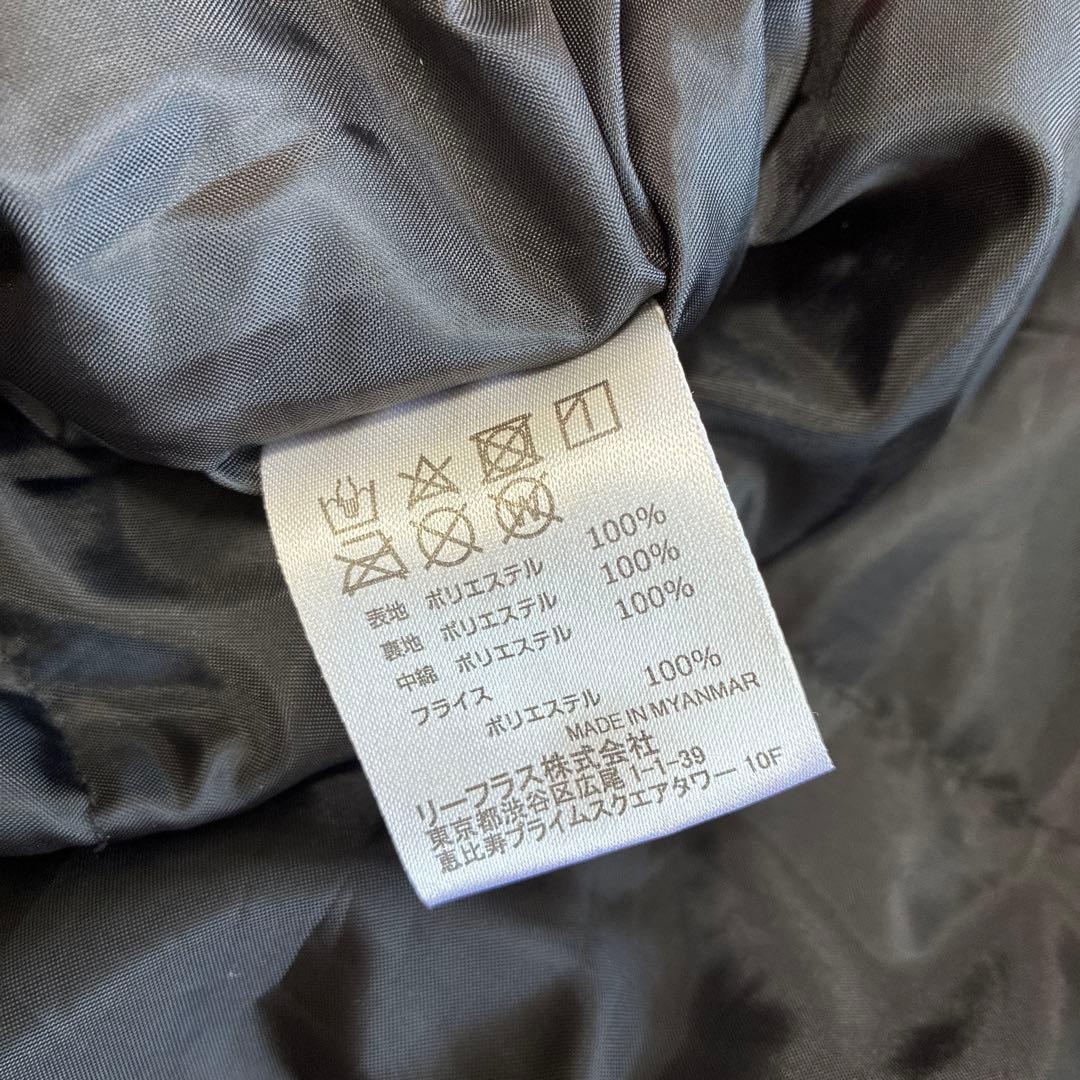 表地 ポリエステル 100%
裏地 ポリエステル 100%
中綿 ポリエステル 100%
フライス
ポリエステル 100%
MADE IN MYANMAR
リーフラス株式会社
東京都渋谷区広尾 1-1-39
恵比寿プライムスクエアタワー 10F